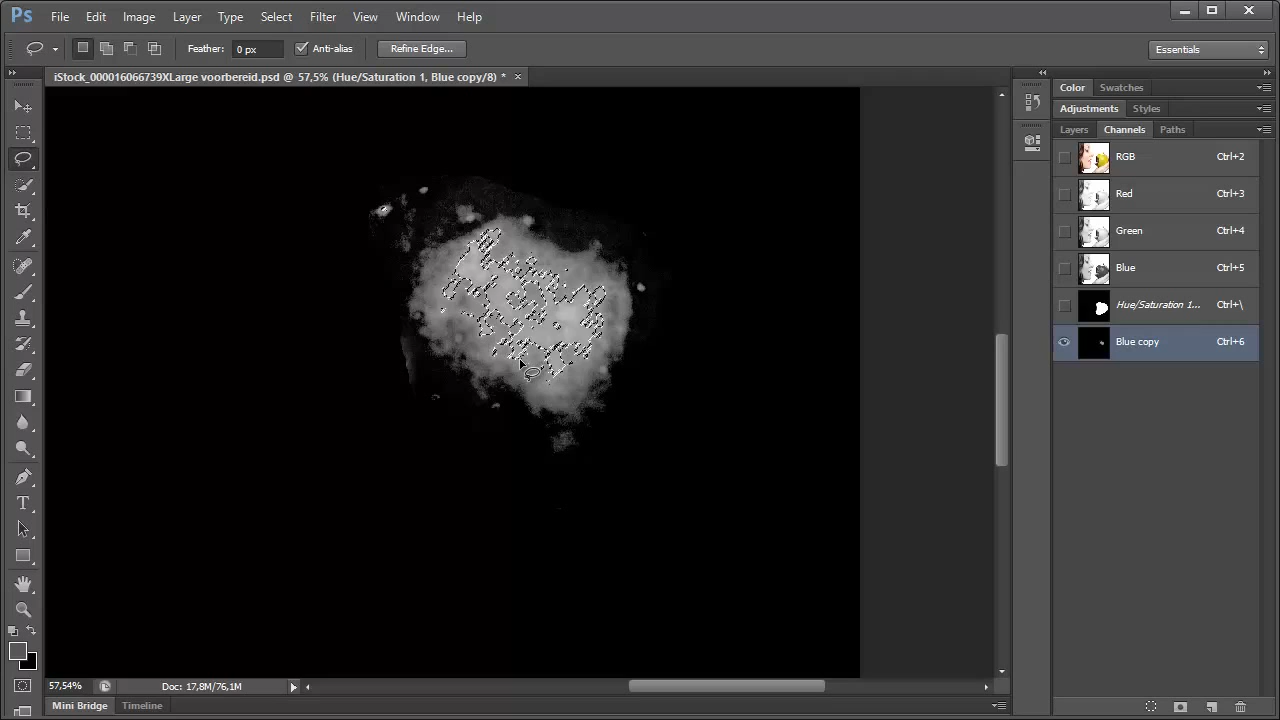 Ps File Edit Image Layer Type Select Filter View Window Help
Feather: 0 px Anti-alias Refine Edge... Essentials
iStock_000016066739XLarge voorbereid.psd @ 57,5% (Hue/Saturation 1, Blue copy/8) * ×
Color Swatches
Adjustments Styles
Layers Channels Paths
RGB Ctrl+2
Red Ctrl+3
Green Ctrl+4
Blue Ctrl+5
Hue/Saturation 1... Ctrl+\
Blue copy Ctrl+6
T
57,54% Doc: 17,8M/76,1M
Mini Bridge Timeline